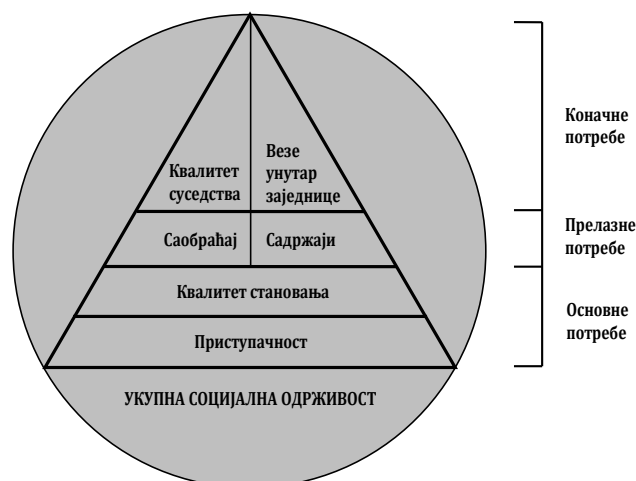 Квалитет
суседства
Везе
унутар
заједнице
Саобраћај
Садржаји
Квалитет становања
Приступачност
УКУПНА СОЦИЈАЛНА ОДРЖИВОСТ
Коначне
потребе
Прелазне
потребе
Основне
потребе